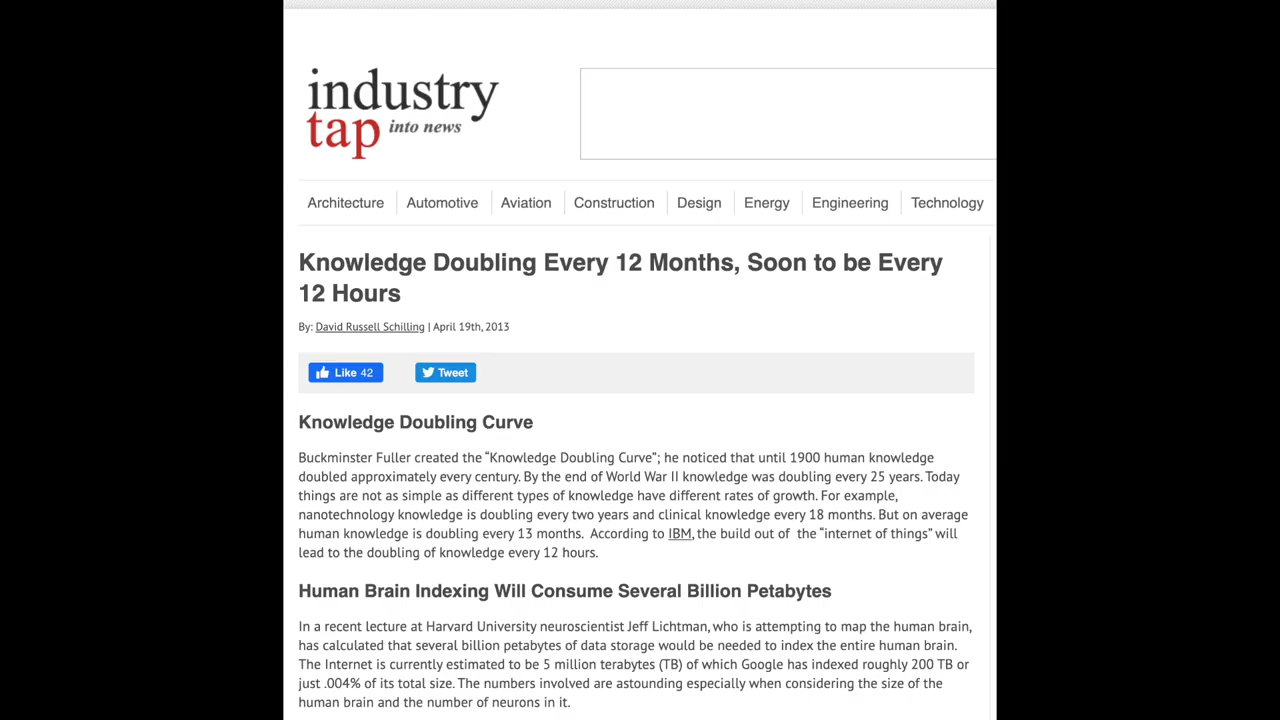 industry
tap into news
Architecture Automotive Aviation Construction Design Energy Engineering Technology
Knowledge Doubling Every 12 Months, Soon to be Every
12 Hours
By: David Russell Schilling | April 19th, 2013
Like 42 Tweet
Knowledge Doubling Curve
Buckminster Fuller created the “Knowledge Doubling Curve”; he noticed that until 1900 human knowledge
doubled approximately every century. By the end of World War II knowledge was doubling every 25 years. Today
things are not as simple as different types of knowledge have different rates of growth. For example,
nanotechnology knowledge is doubling every two years and clinical knowledge every 18 months. But on average
human knowledge is doubling every 13 months.  According to IBM, the build out of  the “internet of things” will
lead to the doubling of knowledge every 12 hours.
Human Brain Indexing Will Consume Several Billion Petabytes
In a recent lecture at Harvard University neuroscientist Jeff Lichtman, who is attempting to map the human brain,
has calculated that several billion petabytes of data storage would be needed to index the entire human brain.
The Internet is currently estimated to be 5 million terabytes (TB) of which Google has indexed roughly 200 TB or
just .004% of its total size. The numbers involved are astounding especially when considering the size of the
human brain and the number of neurons in it.